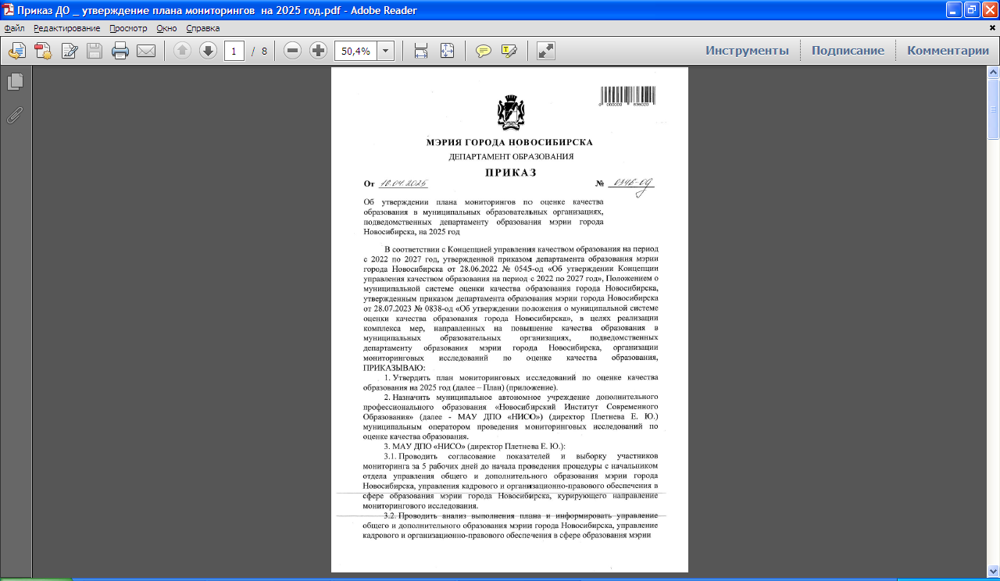 Приказ ДО _ утверждение плана мониторингов  на 2025 год.pdf - Adobe Reader
Файл Редактирование Просмотр Окно Справка
1 / 8 50,4% Инструменты Подписание Комментарии
МЭРИЯ ГОРОДА НОВОСИБИРСКА
ДЕПАРТАМЕНТ ОБРАЗОВАНИЯ
ПРИКАЗ
От 10.04.2025 № 0346-од
Об утверждении плана мониторингов по оценке качества
образования в муниципальных образовательных организациях,
подведомственных департаменту образования мэрии города
Новосибирска, на 2025 год
В соответствии с Концепцией управления качеством образования на период
с 2022 по 2027 год, утвержденной приказом департамента образования мэрии
города Новосибирска от 28.06.2022 № 0545-од «Об утверждении Концепции
управления качеством образования на период с 2022 по 2027 год», Положением о
муниципальной системе оценки качества образования города Новосибирска,
утвержденным приказом департамента образования мэрии города Новосибирска
от 28.07.2023 № 0838-од «Об утверждении положения о муниципальной системе
оценки качества образования города Новосибирска», в целях реализации
комплекса мер, направленных на повышение качества образования в
муниципальных образовательных организациях, подведомственных
департаменту образования мэрии города Новосибирска, организации
мониторинговых исследований по оценке качества образования,
ПРИКАЗЫВАЮ:
1. Утвердить план мониторинговых исследований по оценке качества
образования на 2025 год (далее – План) (приложение).
2. Назначить муниципальное автономное учреждение дополнительного
профессионального образования «Новосибирский Институт Современного
Образования» (далее - МАУ ДПО «НИСО») (директор Плетнева Е. Ю.)
муниципальным оператором проведения мониторинговых исследований по
оценке качества образования.
3. МАУ ДПО «НИСО» (директор Плетнева Е. Ю.):
3.1. Проводить согласование показателей и выборку участников
мониторинга за 5 рабочих дней до начала проведения процедуры с начальником
отдела управления общего и дополнительного образования мэрии города
Новосибирска, управления кадрового и организационно-правового обеспечения в
сфере образования мэрии города Новосибирска, курирующего направление
мониторингового исследования.
3.2. Проводить анализ выполнения плана и информировать управление
общего и дополнительного образования мэрии города Новосибирска, управление
кадрового и организационно-правового обеспечения в сфере образования мэрии